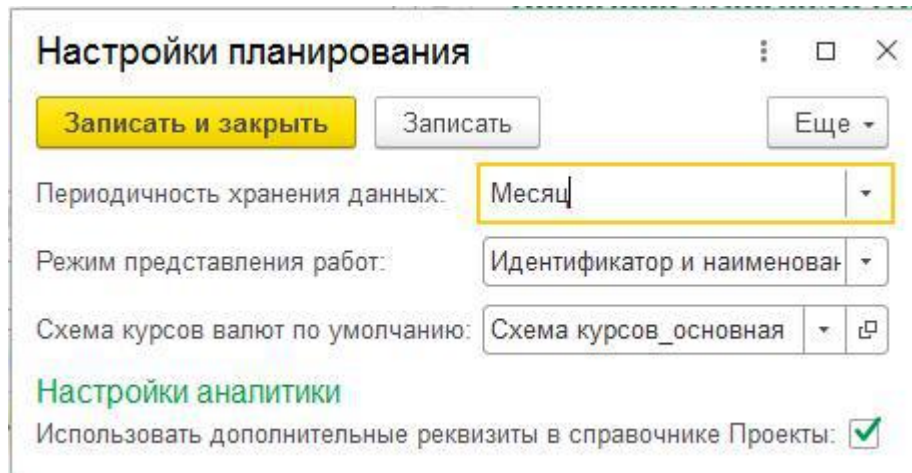 Настройки планирования
Записать и закрыть Записать Еще
Периодичность хранения данных: Месяц
Режим представления работ: Идентификатор и наименован
Схема курсов валют по умолчанию: Схема курсов_основная
Настройки аналитики
Использовать дополнительные реквизиты в справочнике Проекты: